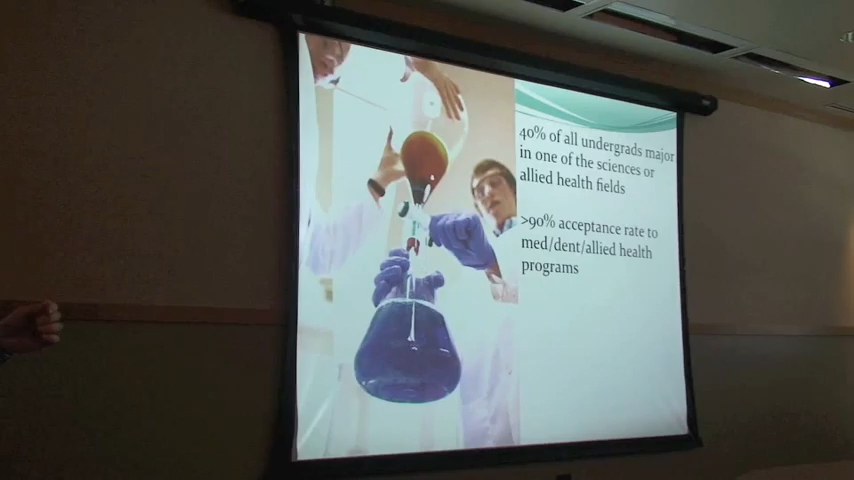 40% of all undergrads major
in one of the sciences or
allied health fields
>90% acceptance rate to
med/dent/allied health
programs